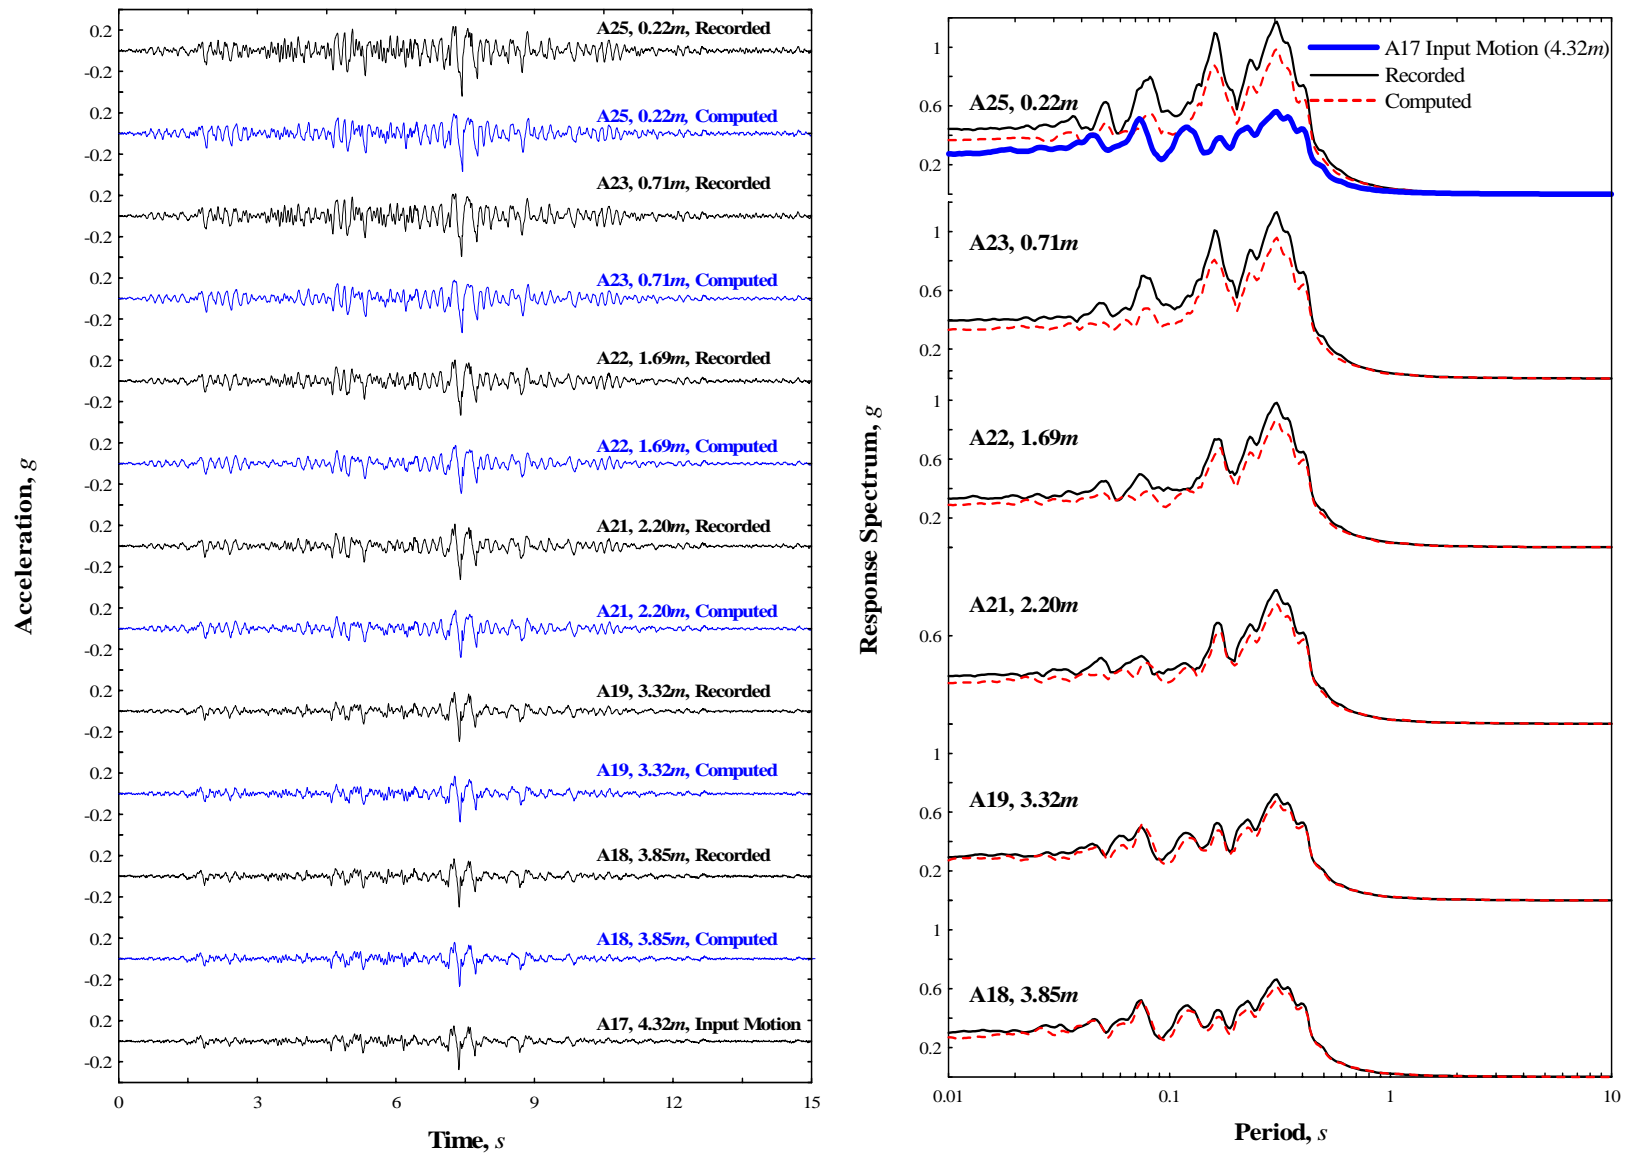 A25, 0.22m, Recorded
0.2
-0.2
A25, 0.22m, Computed
0.2
-0.2
A23, 0.71m, Recorded
0.2
-0.2
A23, 0.71m, Computed
0.2
-0.2
A22, 1.69m, Recorded
0.2
-0.2
A22, 1.69m, Computed
0.2
-0.2
A21, 2.20m, Recorded
0.2
-0.2
A21, 2.20m, Computed
0.2
-0.2
A19, 3.32m, Recorded
0.2
-0.2
A19, 3.32m, Computed
0.2
-0.2
A18, 3.85m, Recorded
0.2
-0.2
A18, 3.85m, Computed
0.2
-0.2
A17, 4.32m, Input Motion
0.2
-0.2
Acceleration, g
0 3 6 9 12 15
Time, s
A17 Input Motion (4.32m)
Recorded
Computed
A25, 0.22m
1
0.6
0.2
A23, 0.71m
1
0.6
0.2
A22, 1.69m
1
0.6
0.2
A21, 2.20m
0.6
A19, 3.32m
1
0.6
0.2
A18, 3.85m
1
0.6
0.2
Response Spectrum, g
0.01 0.1 1 10
Period, s